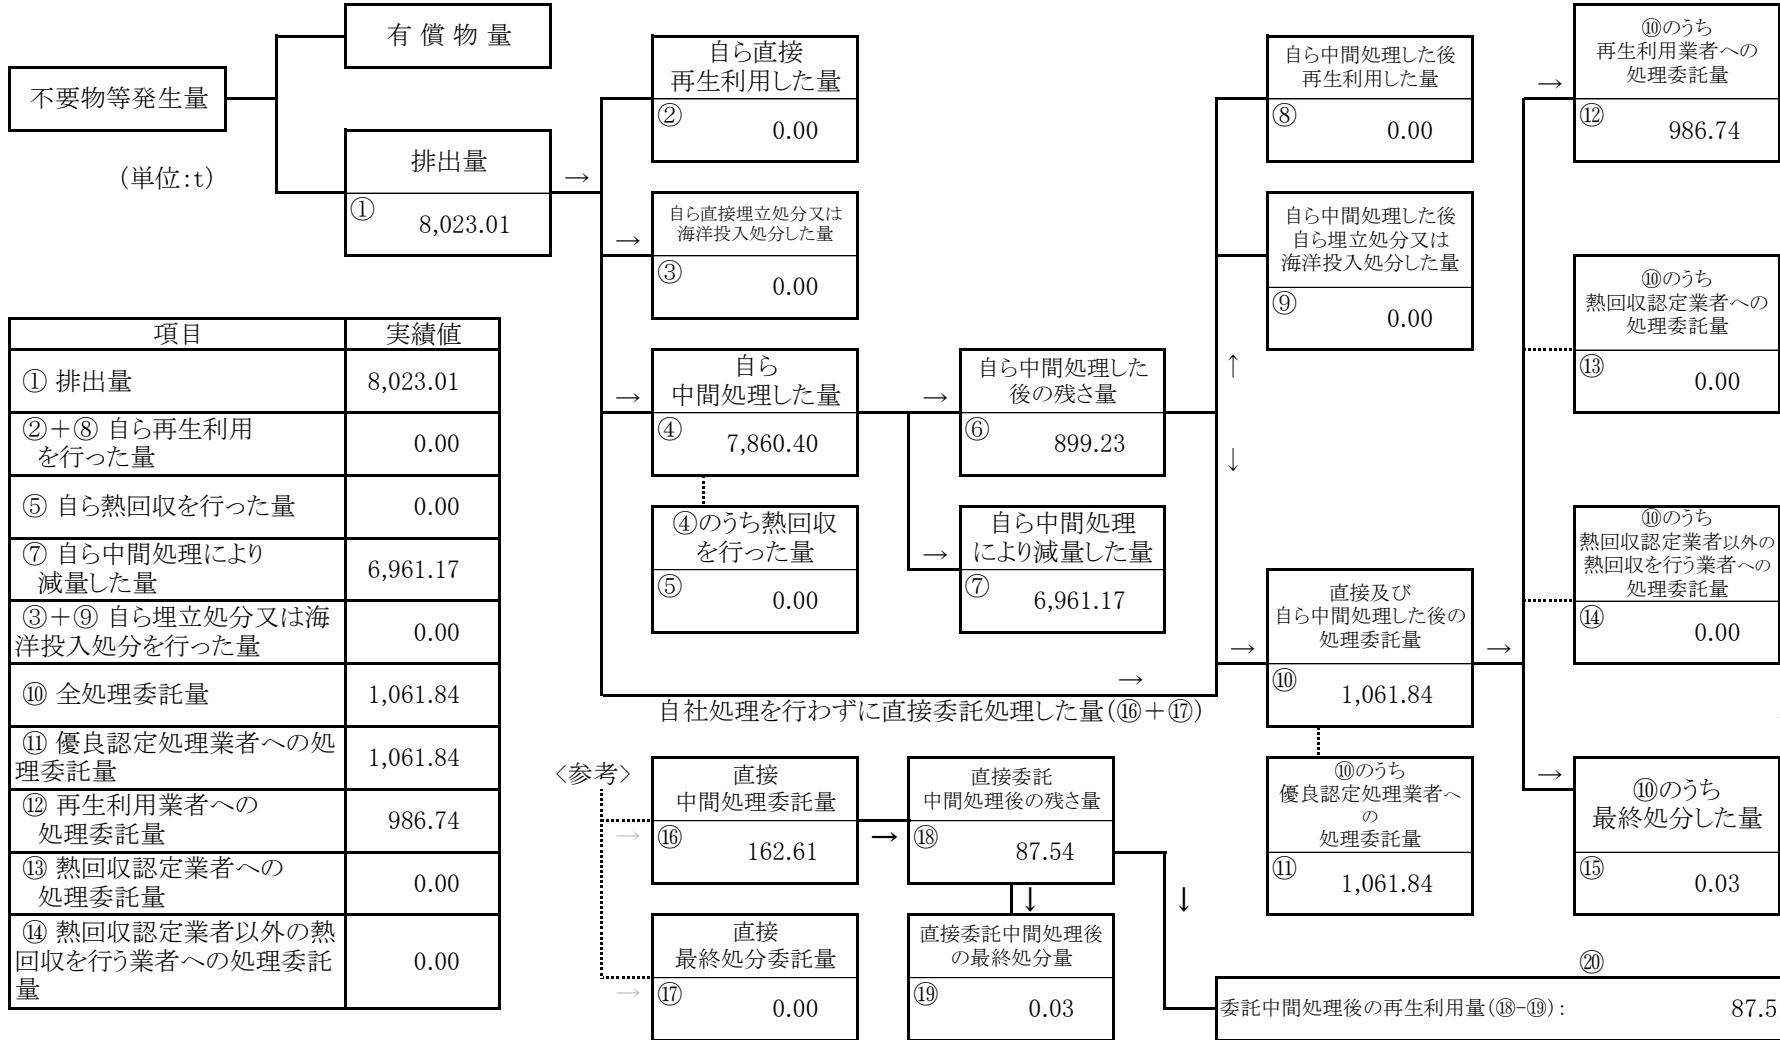 有 償 物 量
不要物等発生量
(単位:t)
排出量
→
①
8,023.01
自ら直接
再生利用した量
②
0.00
→
自ら直接埋立処分又は
海洋投入処分した量
③
0.00
→
自ら
中間処理した量
④
7,860.40
④のうち熱回収
を行った量
⑤
0.00
→
自ら中間処理した
後の残さ量
⑥
899.23
→
自ら中間処理
により減量した量
⑦
6,961.17
自ら中間処理した後
再生利用した量
⑧
0.00
自ら中間処理した後
自ら埋立処分又は
海洋投入処分した量
⑨
0.00
↑
↓
→
直接及び
自ら中間処理した後の
処理委託量
⑩
1,061.84
→
⑩のうち
優良認定処理業者へ
の
処理委託量
⑪
1,061.84
→
⑩のうち
再生利用業者への
処理委託量
⑫
986.74
⑩のうち
熱回収認定業者への
処理委託量
⑬
0.00
⑩のうち
熱回収認定業者以外の
熱回収を行う業者への
処理委託量
⑭
0.00
→
⑩のうち
最終処分した量
⑮
0.03
→
自社処理を行わずに直接委託処理した量(⑯+⑰)
<参考>
→
直接
中間処理委託量
⑯
162.61
→
直接委託
中間処理後の残さ量
⑱
87.54
↓
↓
→
直接
最終処分委託量
⑰
0.00
直接委託中間処理後
の最終処分量
⑲
0.03
⑳
委託中間処理後の再生利用量(⑱-⑲):　87.5
項目　実績値
① 排出量　8,023.01
②+⑧ 自ら再生利用
を行った量　0.00
⑤ 自ら熱回収を行った量　0.00
⑦ 自ら中間処理により
減量した量　6,961.17
③+⑨ 自ら埋立処分又は海
洋投入処分を行った量　0.00
⑩ 全処理委託量　1,061.84
⑪ 優良認定処理業者への処
理委託量　1,061.84
⑫ 再生利用業者への
処理委託量　986.74
⑬ 熱回収認定業者への
処理委託量　0.00
⑭ 熱回収認定業者以外の熱
回収を行う業者への処理委託
量　0.00